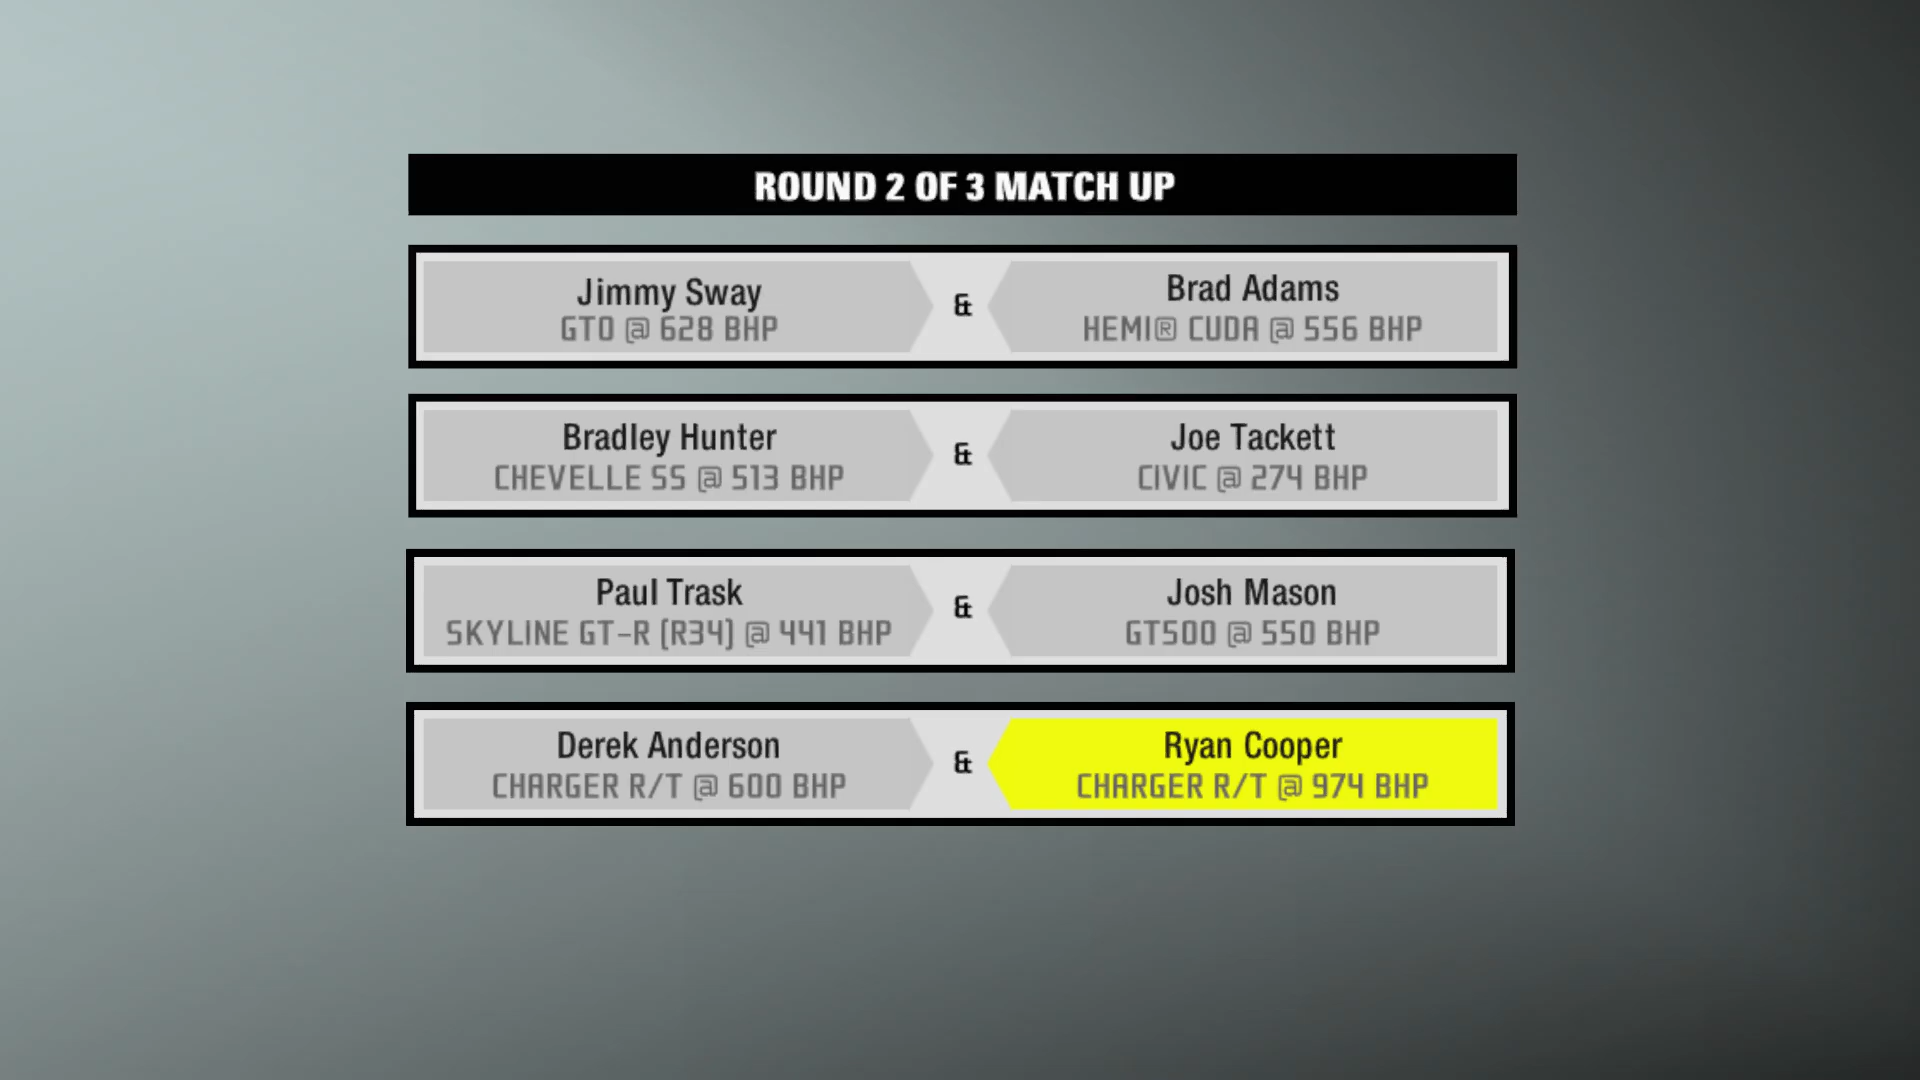 ROUND 2 OF 3 MATCH UP
Jimmy Sway & Brad Adams
GTO @ 628 BHP HEMI® CUDA @ 556 BHP
Bradley Hunter & Joe Tackett
CHEVELLE SS @ 513 BHP CIVIC @ 274 BHP
Paul Trask & Josh Mason
SKYLINE GT-R (R34) @ 441 BHP GT500 @ 550 BHP
Derek Anderson & Ryan Cooper
CHARGER R/T @ 600 BHP CHARGER R/T @ 974 BHP